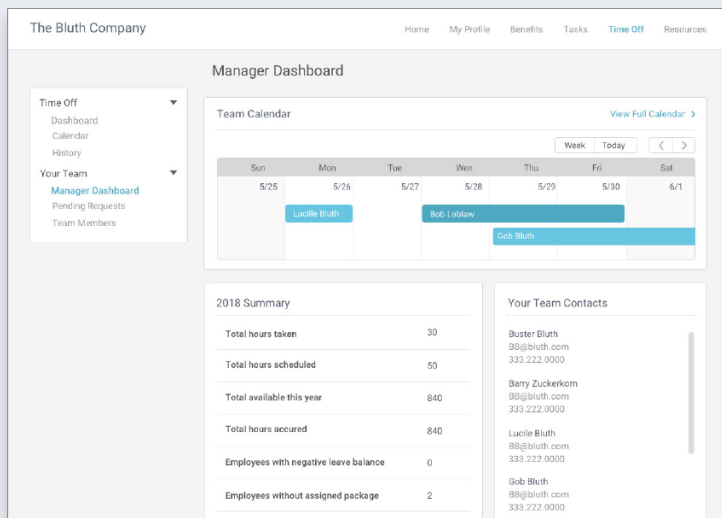 The Bluth Company
Home My Profile Benefits Tasks Time Off Resources
Manager Dashboard
Time Off
Dashboard
Calendar
History
Your Team
Manager Dashboard
Pending Requests
Team Members
Team Calendar View Full Calendar
Week Today
Sun Mon Tue Wen Thu Fri Sat
5/25 5/26 5/27 5/28 5/29 5/30 6/1
Lucille Bluth Bob Loblaw
Gob Bluth
2018 Summary
Total hours taken 30
Total hours scheduled 50
Total available this year 840
Total hours accured 840
Employees with negative leave balance 0
Employees without assigned package 2
Your Team Contacts
Buster Bluth
BB@bluth.com
333.222.0000
Barry Zuckerkorn
BB@bluth.com
333.222.0000
Lucile Bluth
BB@bluth.com
333.222.0000
Gob Bluth
BB@bluth.com
333.222.0000